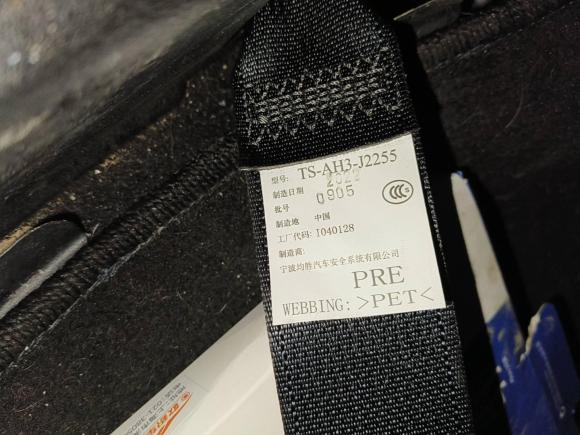 型号: TS-AH3-J2255
制造日期 2022
批号 0905
制造地 中国
工厂代码: I040128
制造商:
宁波均胜汽车安全系统有限公司
PRE
WEBBING: >PET<